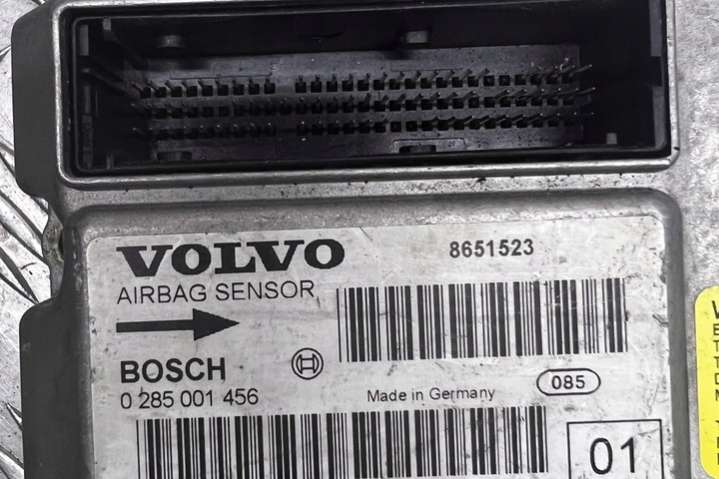 VOLVO 8651523
AIRBAG SENSOR
BOSCH
0 285 001 456
Made in Germany
085
01